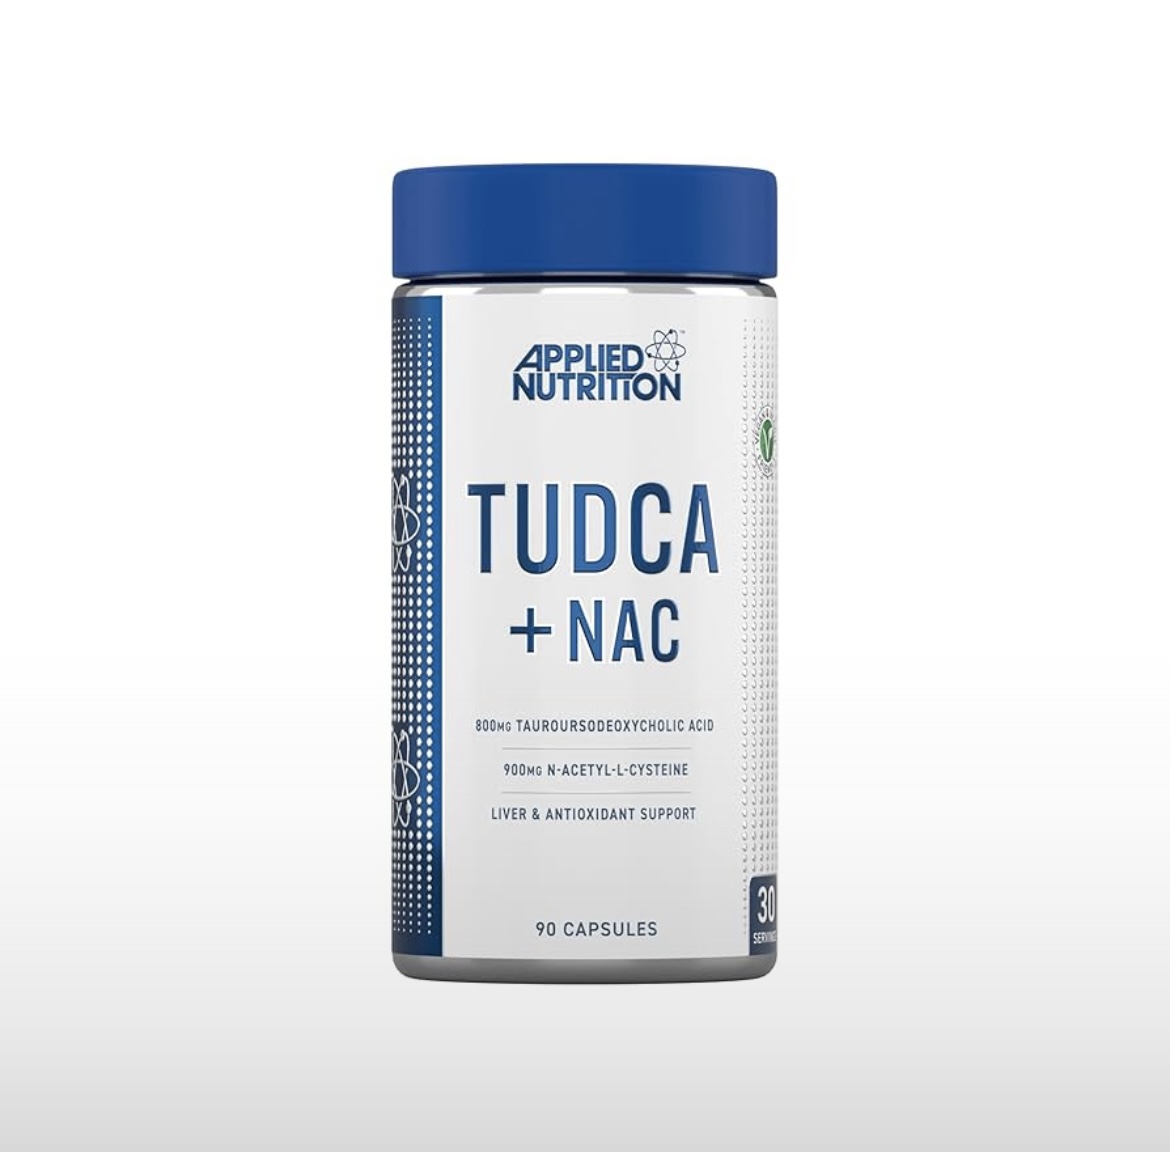 APPLIED
NUTRITION
TUDCA
+ NAC
800MG TAUROURSODEOXYCHOLIC ACID
900MG N-ACETYL-L-CYSTEINE
LIVER & ANTIOXIDANT SUPPORT
90 CAPSULES
30